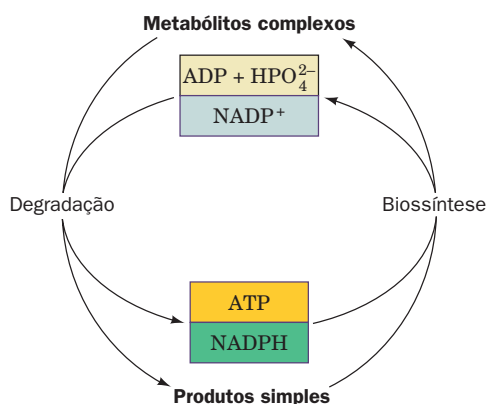 Metabólitos complexos
ADP + HPO₄²⁻
NADP⁺
Degradação
Biossíntese
ATP
NADPH
Produtos simples